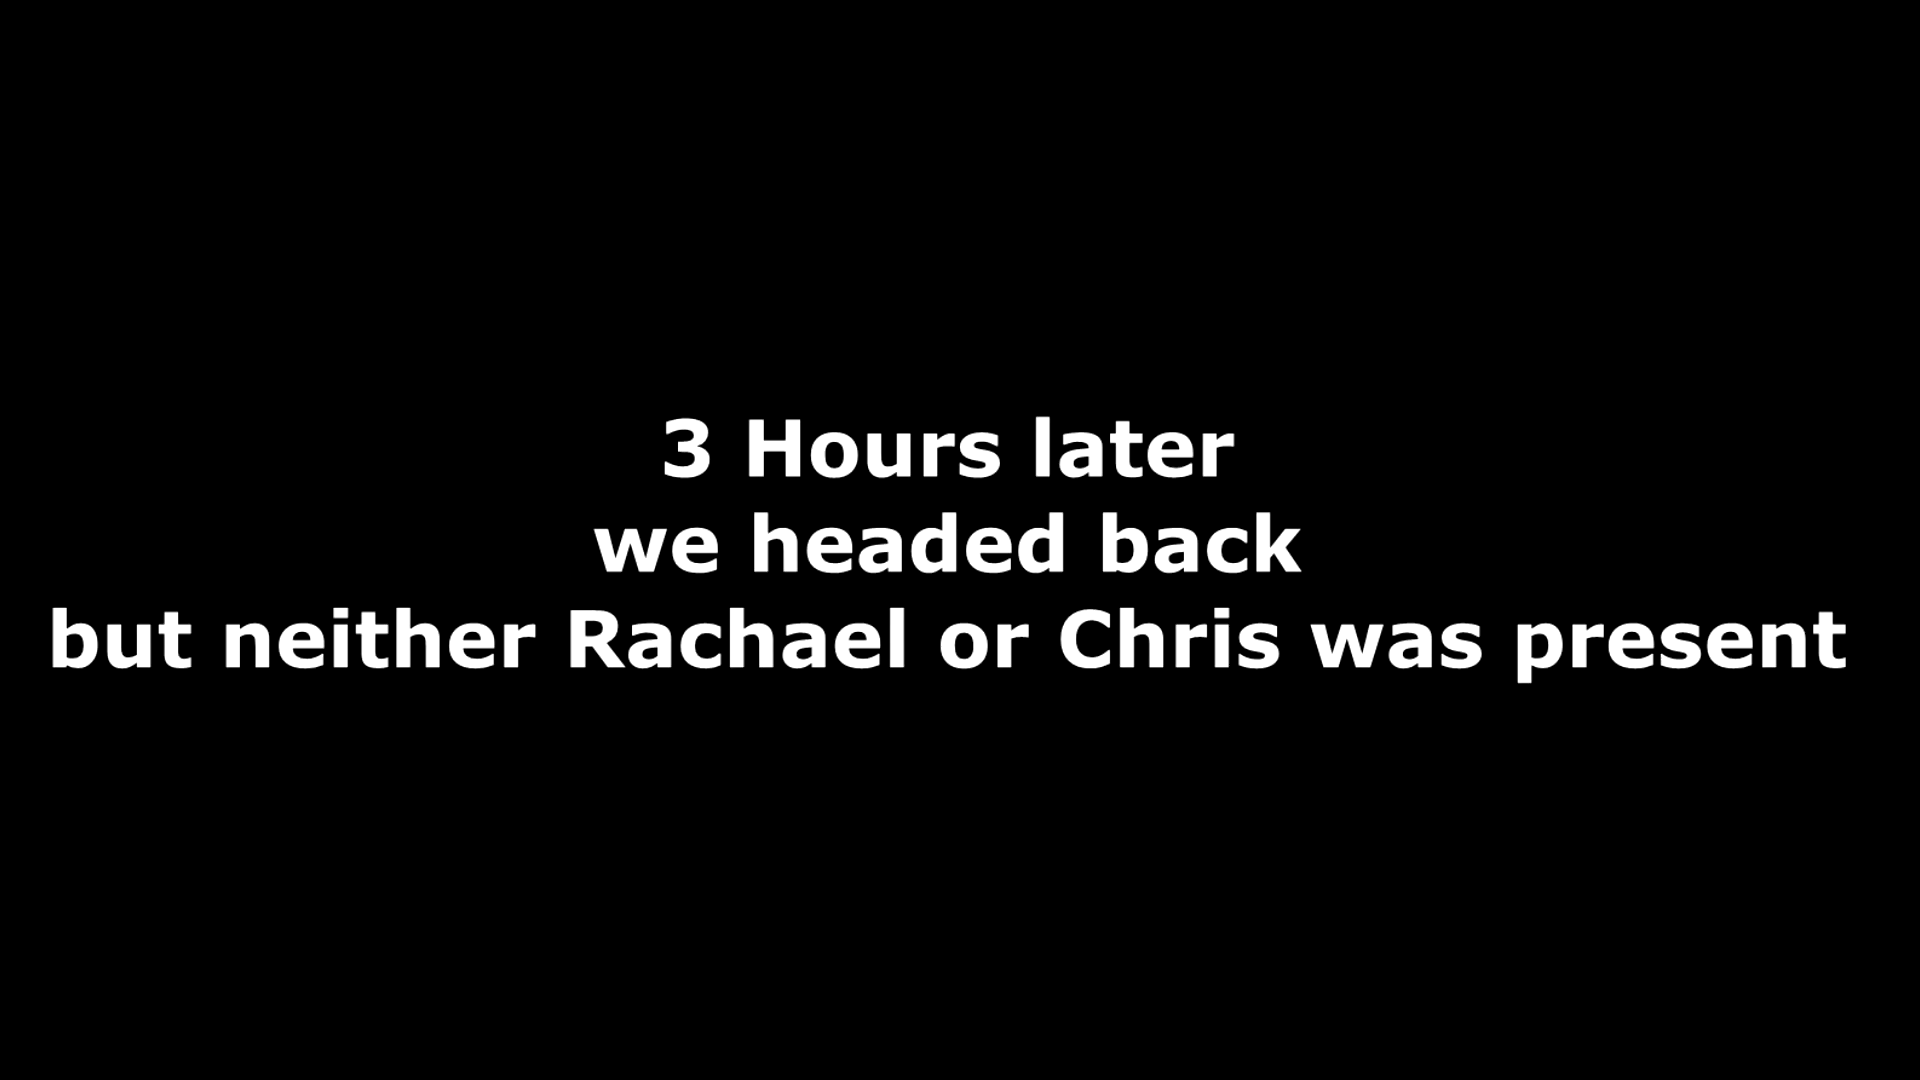 3 Hours later
we headed back
but neither Rachael or Chris was present